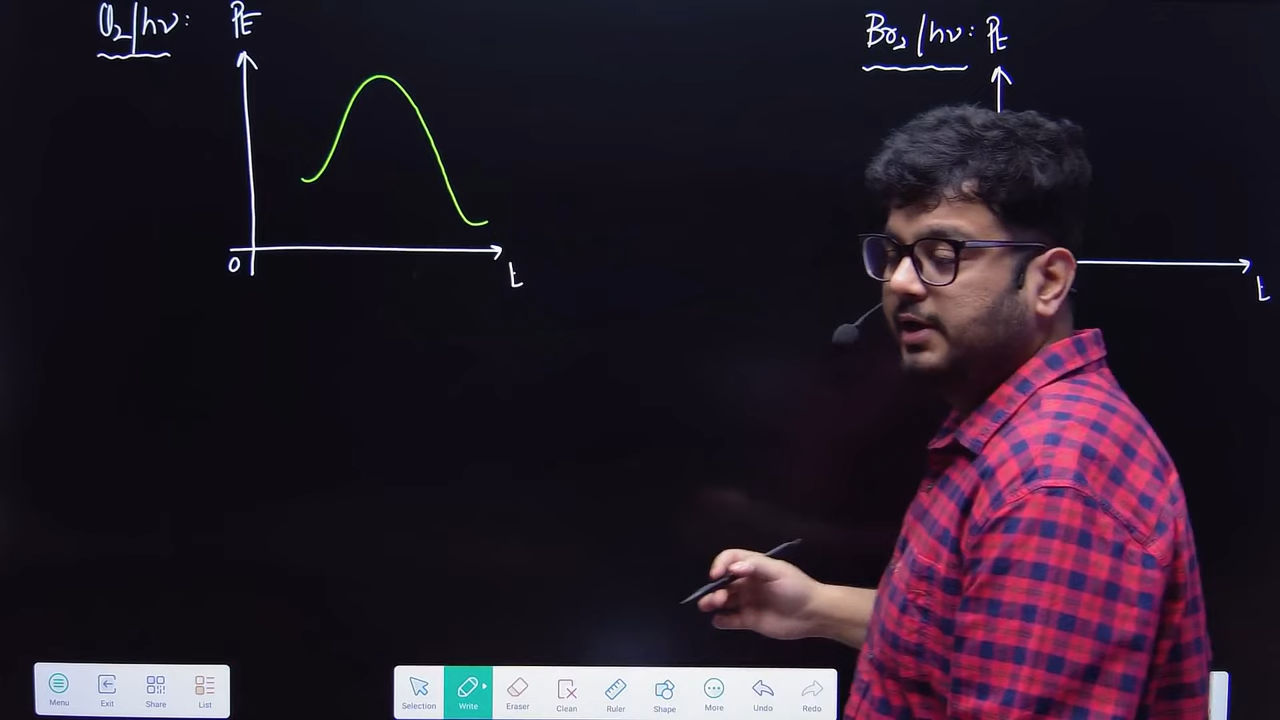 Cl₂/hν: PE
Br₂/hν: PE
0
t
t
Menu
Exit
Share
List
Selection
Write
Eraser
Clean
Ruler
Shape
More
Undo
Redo